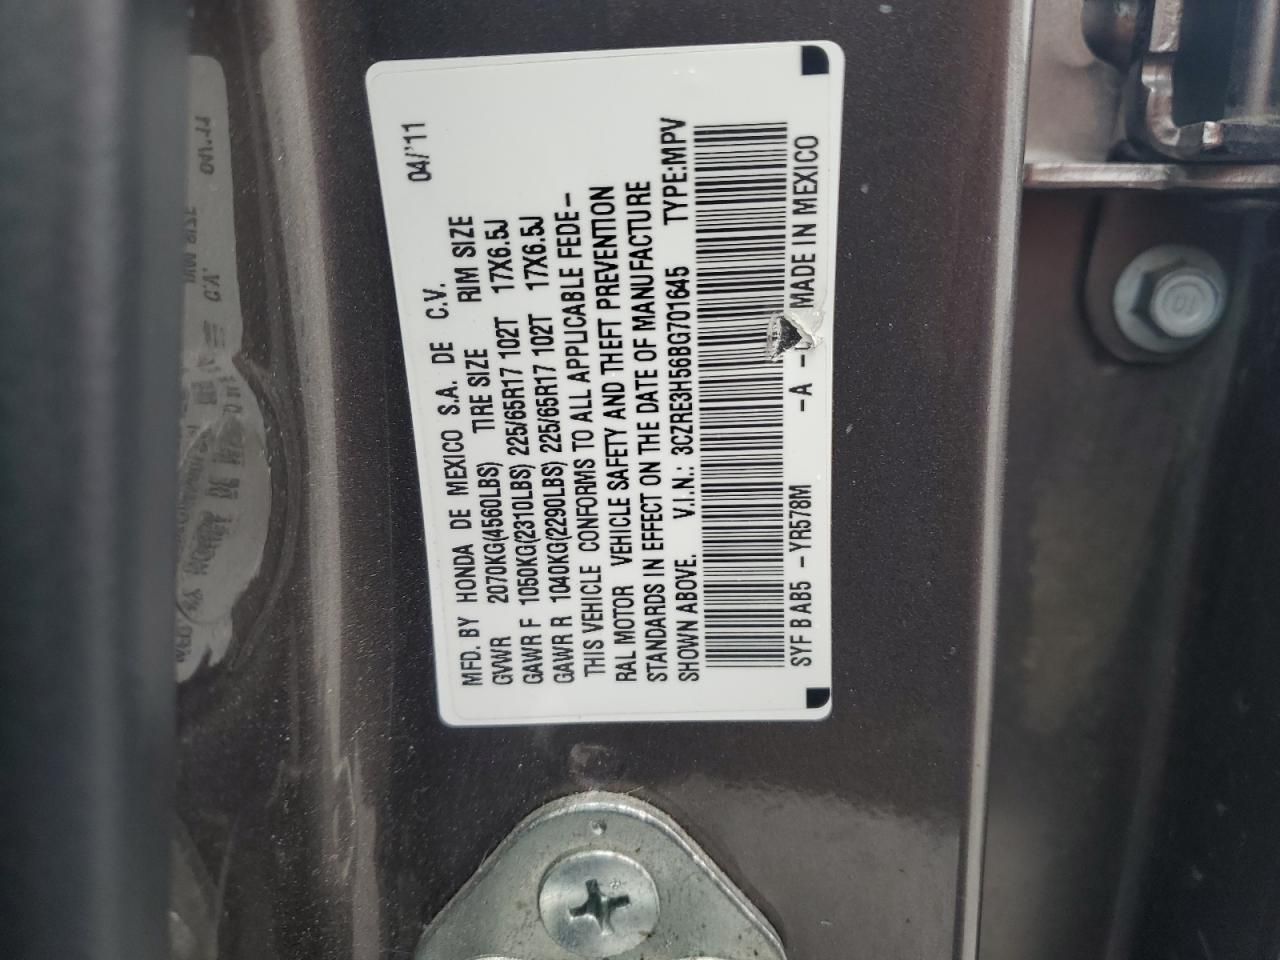 04/'11
MFD. BY HONDA DE MEXICO S.A. DE C.V.
GVWR 2070KG(4560LBS) TIRE SIZE RIM SIZE
GAWR F 1050KG(2310LBS) 225/65R17 102T 17X6.5J
GAWR R 1040KG(2290LBS) 225/65R17 102T 17X6.5J
THIS VEHICLE CONFORMS TO ALL APPLICABLE FEDE-
RAL MOTOR VEHICLE SAFETY AND THEFT PREVENTION
STANDARDS IN EFFECT ON THE DATE OF MANUFACTURE
SHOWN ABOVE. V.I.N.: 3CZRE3H56BG701645 TYPE:MPV
SYF BAB5 -YR578M -A - MADE IN MEXICO